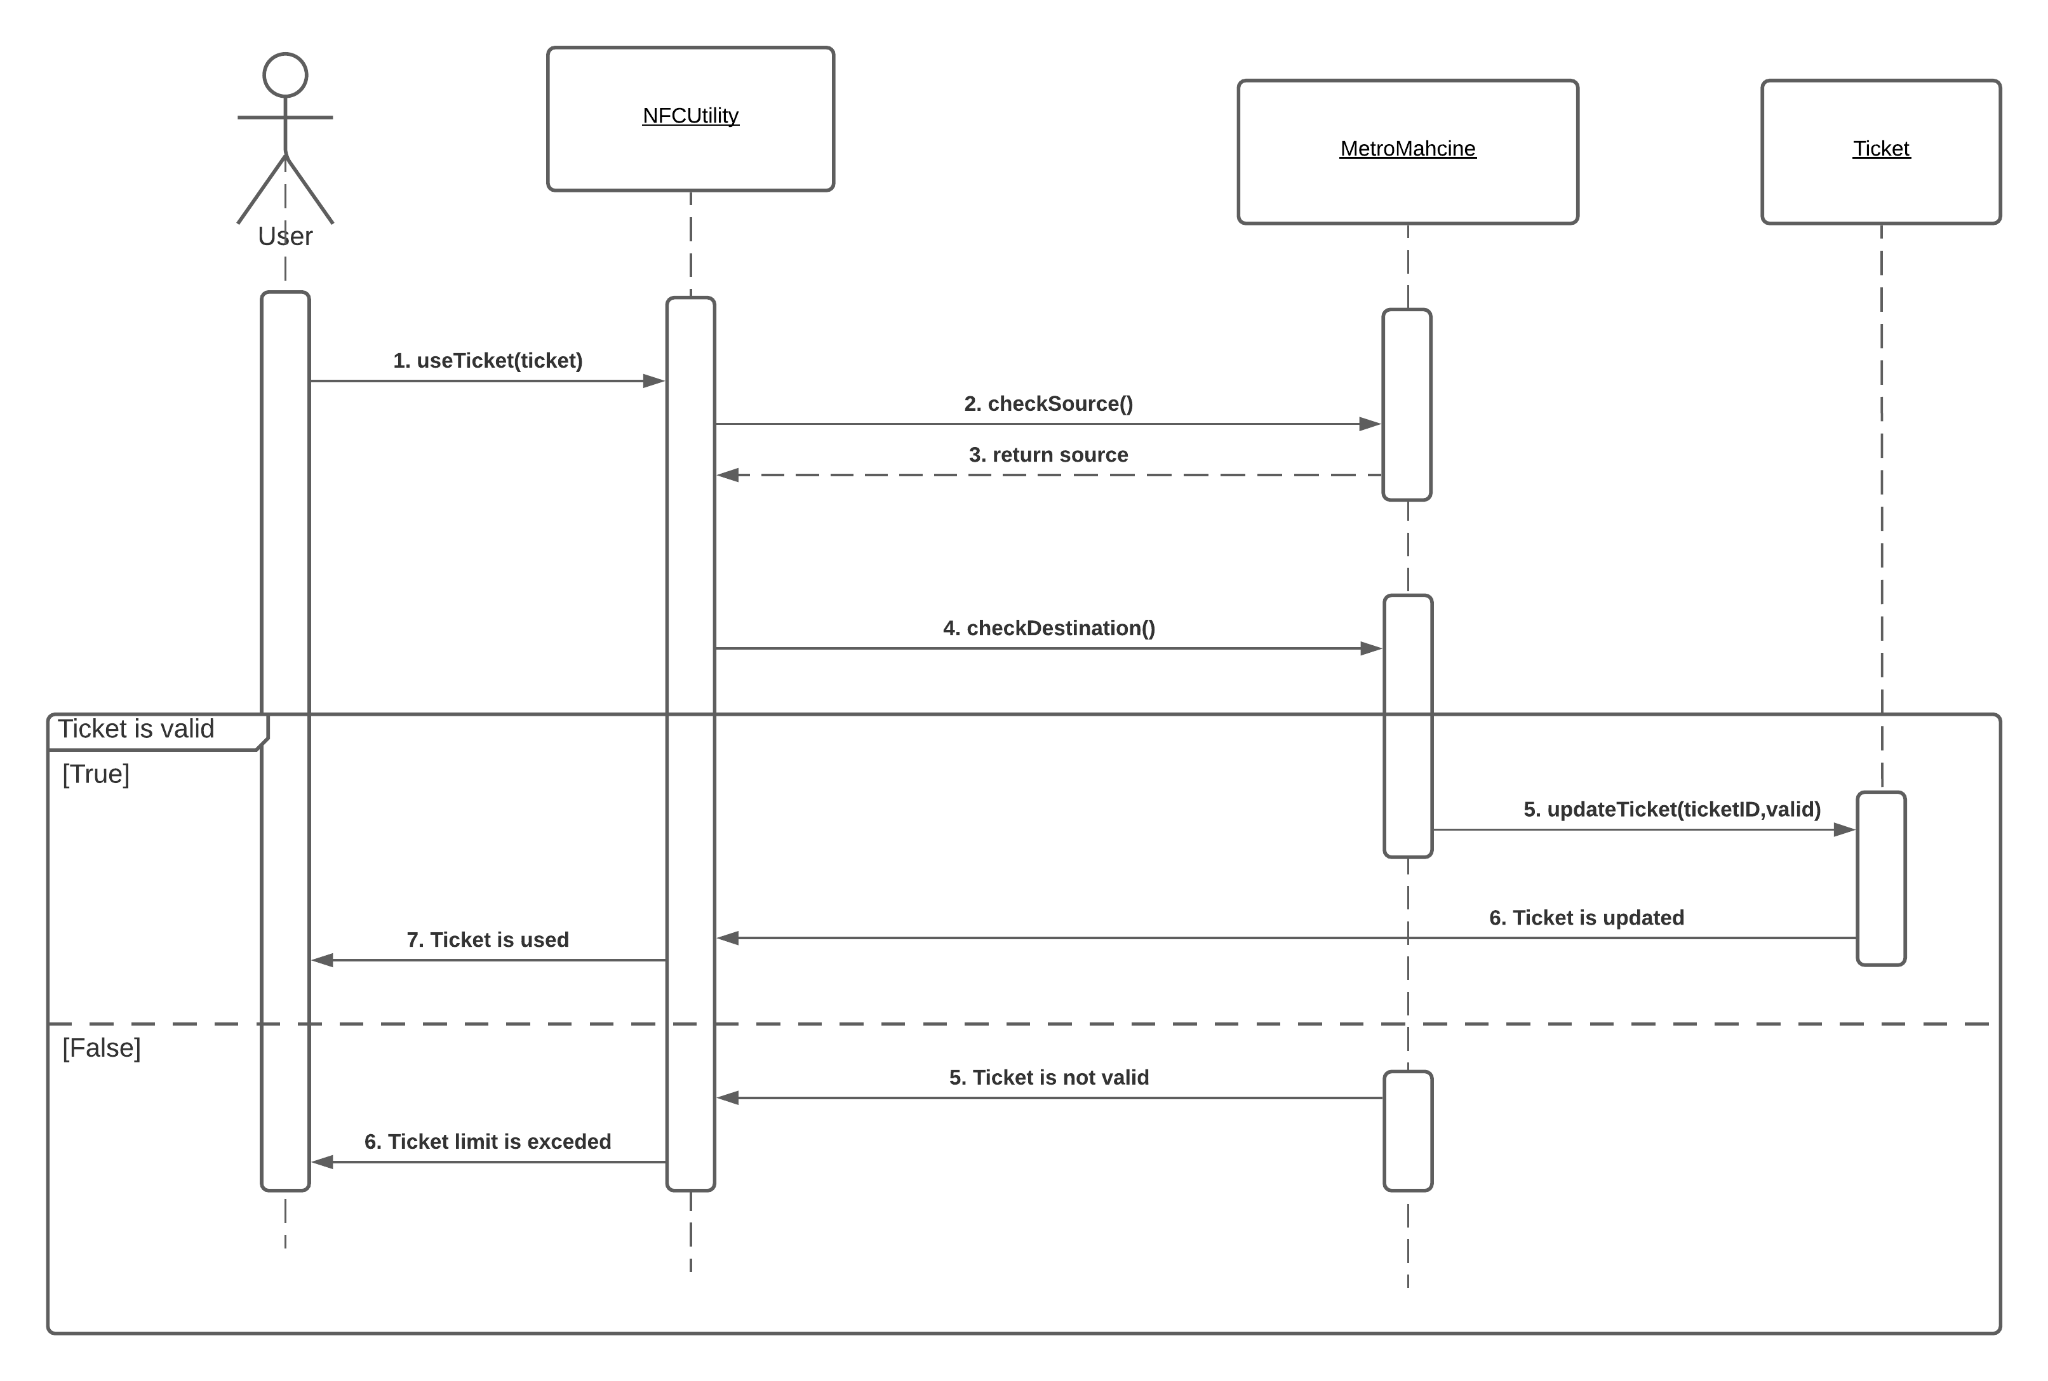 NFCUtility
MetroMahcine
Ticket
User
1. useTicket(ticket)
2. checkSource()
3. return source
4. checkDestination()
Ticket is valid
[True]
5. updateTicket(ticketID,valid)
6. Ticket is updated
7. Ticket is used
[False]
5. Ticket is not valid
6. Ticket limit is exceded